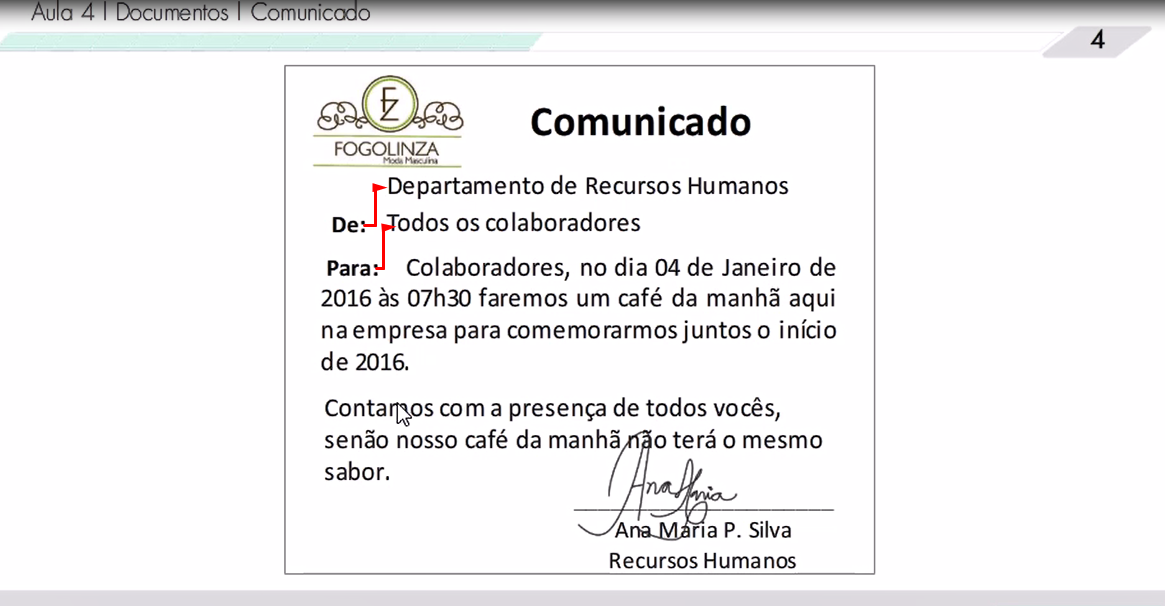 Aula 4 | Documentos | Comunicado
4
FZ
FOGOLINZA
Moda Masculina
Comunicado
De: Departamento de Recursos Humanos
Para: Todos os colaboradores
Colaboradores, no dia 04 de Janeiro de
2016 às 07h30 faremos um café da manhã aqui
na empresa para comemorarmos juntos o início
de 2016.
Contamos com a presença de todos vocês,
senão nosso café da manhã não terá o mesmo
sabor.
Ana Maria
Ana Maria P. Silva
Recursos Humanos